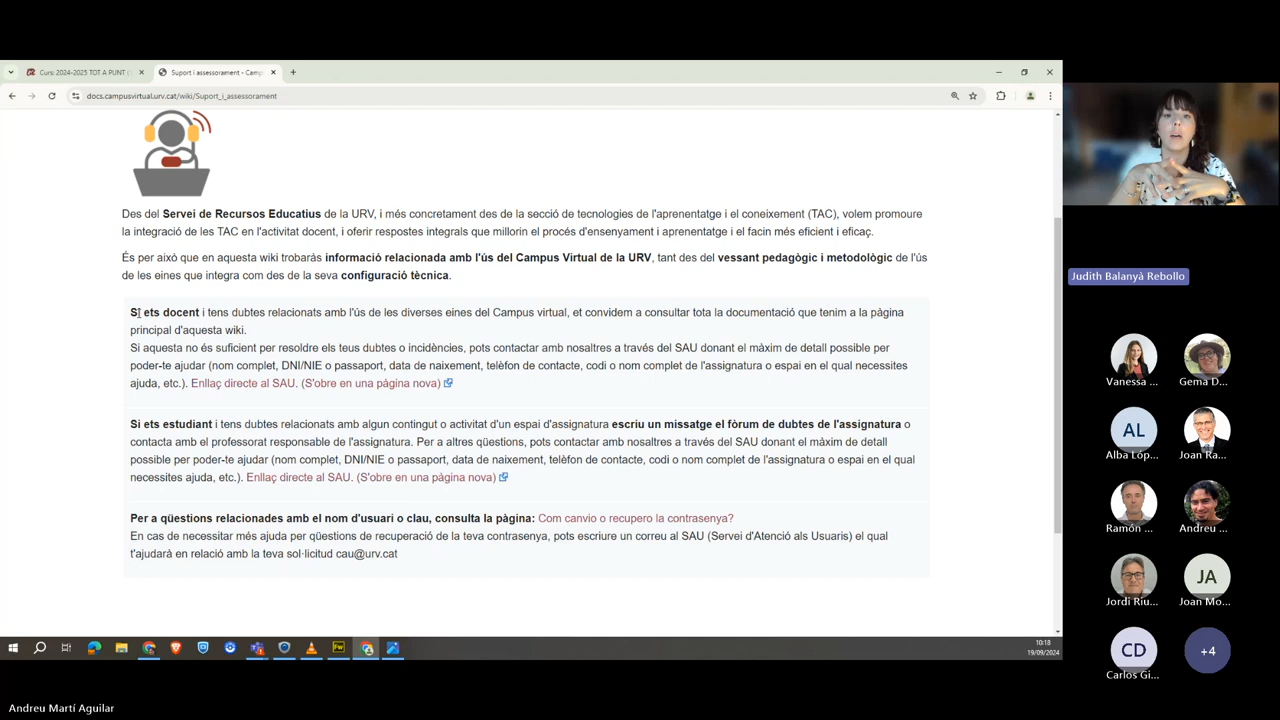 Curs: 2024-2025 TOT A PUNT (
Suport i assessorament - Camp
docs.campusvirtual.urv.cat/wiki/Suport_i_assessorament
Des del Servei de Recursos Educatius de la URV, i més concretament des de la secció de tecnologies de l'aprenentatge i el coneixement (TAC), volem promoure
la integració de les TAC en l'activitat docent, i oferir respostes integrals que millorin el procés d'ensenyament i aprenentatge i el facin més eficient i eficaç.
És per això que en aquesta wiki trobaràs informació relacionada amb l'ús del Campus Virtual de la URV, tant des del vessant pedagògic i metodològic de l'ús
de les eines que integra com des de la seva configuració tècnica.
Si ets docent i tens dubtes relacionats amb l'ús de les diverses eines del Campus virtual, et convidem a consultar tota la documentació que tenim a la pàgina
principal d'aquesta wiki.
Si aquesta no és suficient per resoldre els teus dubtes o incidències, pots contactar amb nosaltres a través del SAU donant el màxim de detall possible per
poder-te ajudar (nom complet, DNI/NIE o passaport, data de naixement, telèfon de contacte, codi o nom complet de l'assignatura o espai en el qual necessites
ajuda, etc.). Enllaç directe al SAU. (S'obre en una pàgina nova)
Si ets estudiant i tens dubtes relacionats amb algun contingut o activitat d'un espai d'assignatura escriu un missatge el fòrum de dubtes de l'assignatura o
contacta amb el professorat responsable de l'assignatura. Per a altres qüestions, pots contactar amb nosaltres a través del SAU donant el màxim de detall
possible per poder-te ajudar (nom complet, DNI/NIE o passaport, data de naixement, telèfon de contacte, codi o nom complet de l'assignatura o espai en el qual
necessites ajuda, etc.). Enllaç directe al SAU. (S'obre en una pàgina nova)
Per a qüestions relacionades amb el nom d'usuari o clau, consulta la pàgina: Com canvio o recupero la contrasenya?
En cas de necessitar més ajuda per qüestions de recuperació de la teva contrasenya, pots escriure un correu al SAU (Servei d'Atenció als Usuaris) el qual
t'ajudarà en relació amb la teva sol·licitud cau@urv.cat
Fw
10:18
19/09/2024
Judith Balanyà Rebollo
Vanessa ...
Gema D...
AL
Alba Lóp...
Joan Ra...
Ramón ...
Andreu ...
Jordi Riu...
JA
Joan Mo...
CD
Carlos Gi...
+4
Andreu Martí Aguilar